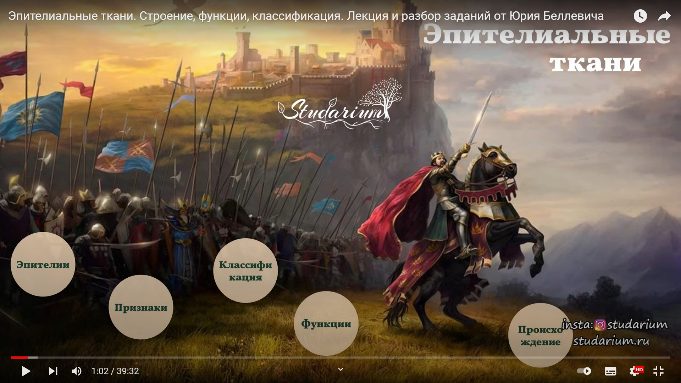 Эпителиальные ткани. Строение, функции, классификация. Лекция и разбор заданий от Юрия Беллевича
Эпителиальные
ткани
Studarium
Эпителии
Признаки
Классифи
кация
Функции
Происхо
ждение
insta: studarium
studarium.ru
1:02 / 39:32
HD